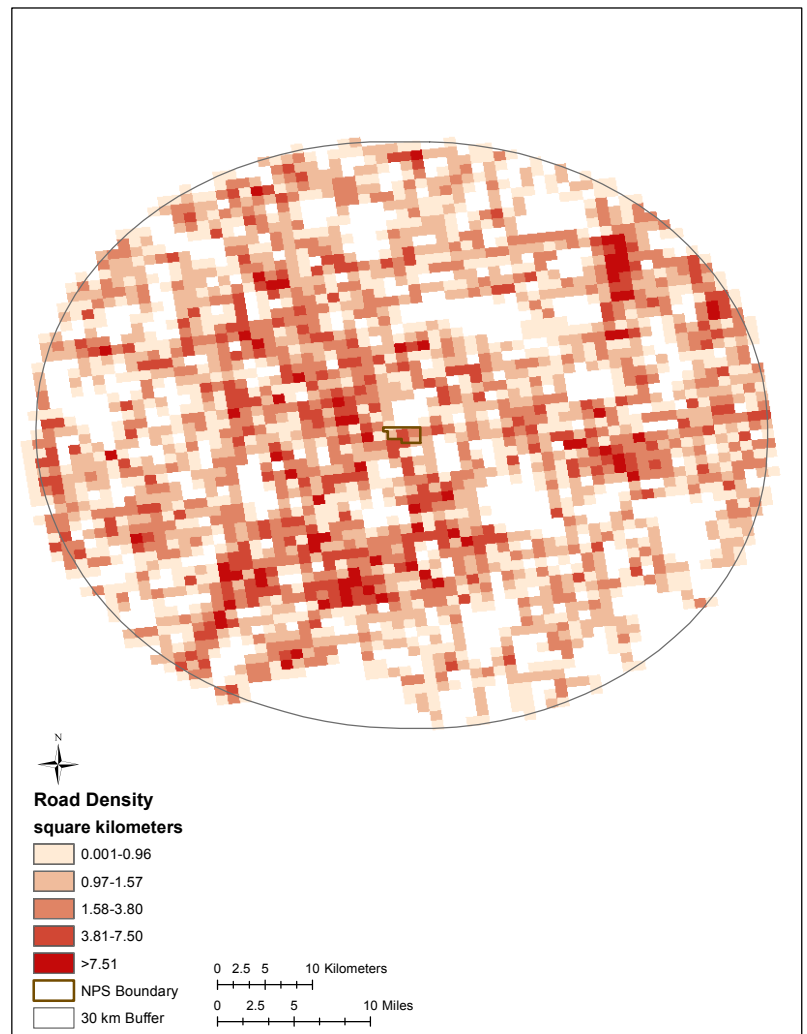 N
Road Density
square kilometers
0.001-0.96
0.97-1.57
1.58-3.80
3.81-7.50
>7.51
NPS Boundary
30 km Buffer
0 2.5 5 10 Kilometers
0 2.5 5 10 Miles